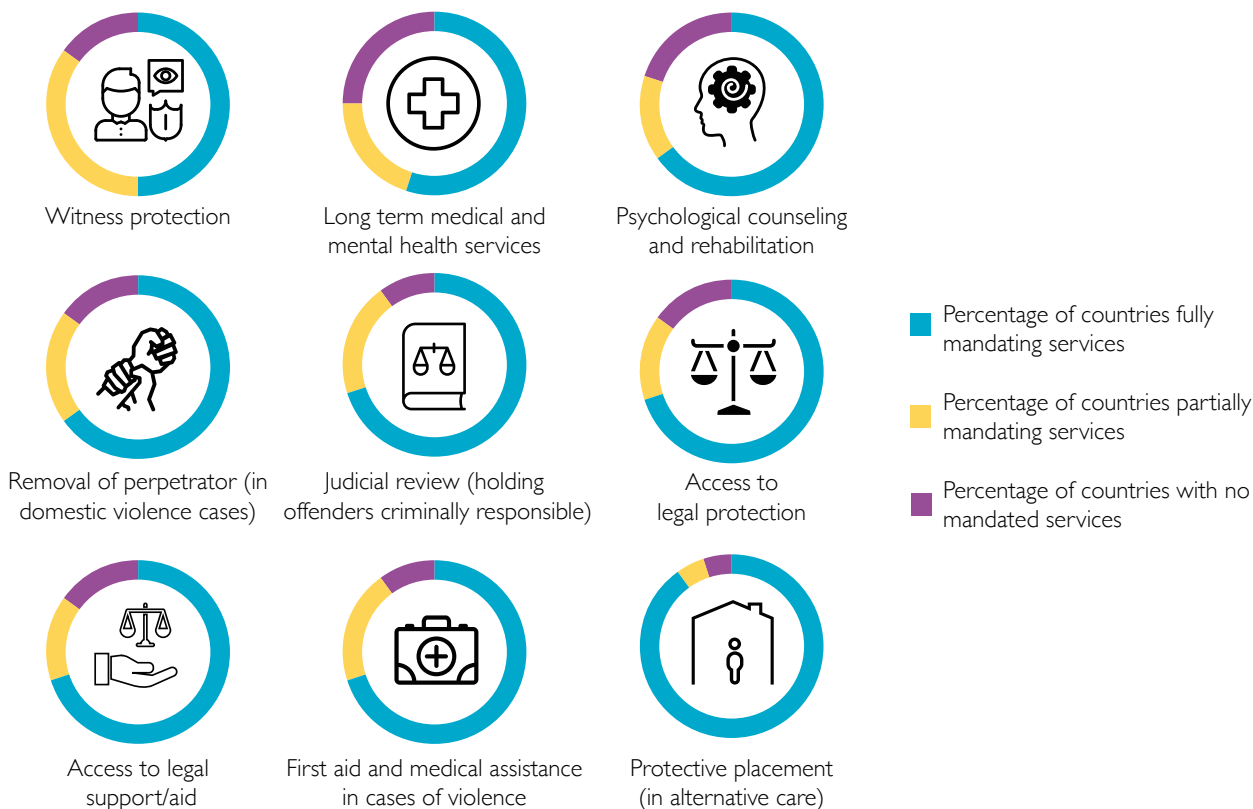 Witness protection
Long term medical and
mental health services
Psychological counseling
and rehabilitation
Removal of perpetrator (in
domestic violence cases)
Judicial review (holding
offenders criminally responsible)
Access to
legal protection
Access to legal
support/aid
First aid and medical assistance
in cases of violence
Protective placement
(in alternative care)
Percentage of countries fully
mandating services
Percentage of countries partially
mandating services
Percentage of countries with no
mandated services